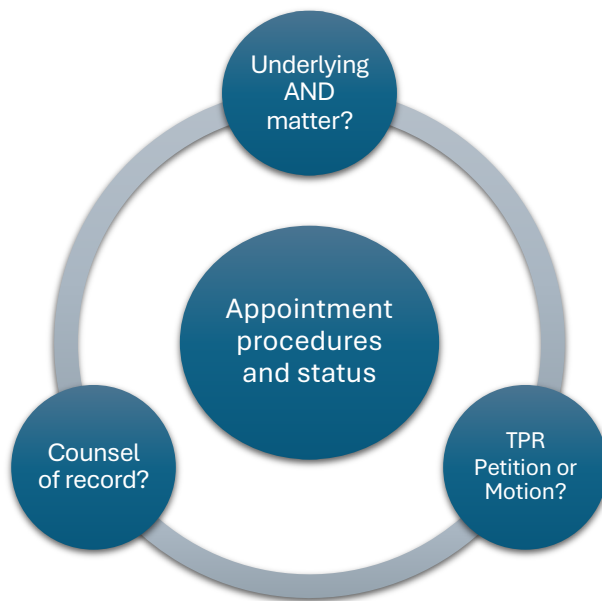 Underlying
AND
matter?
Appointment
procedures
and status
Counsel
of record?
TPR
Petition or
Motion?